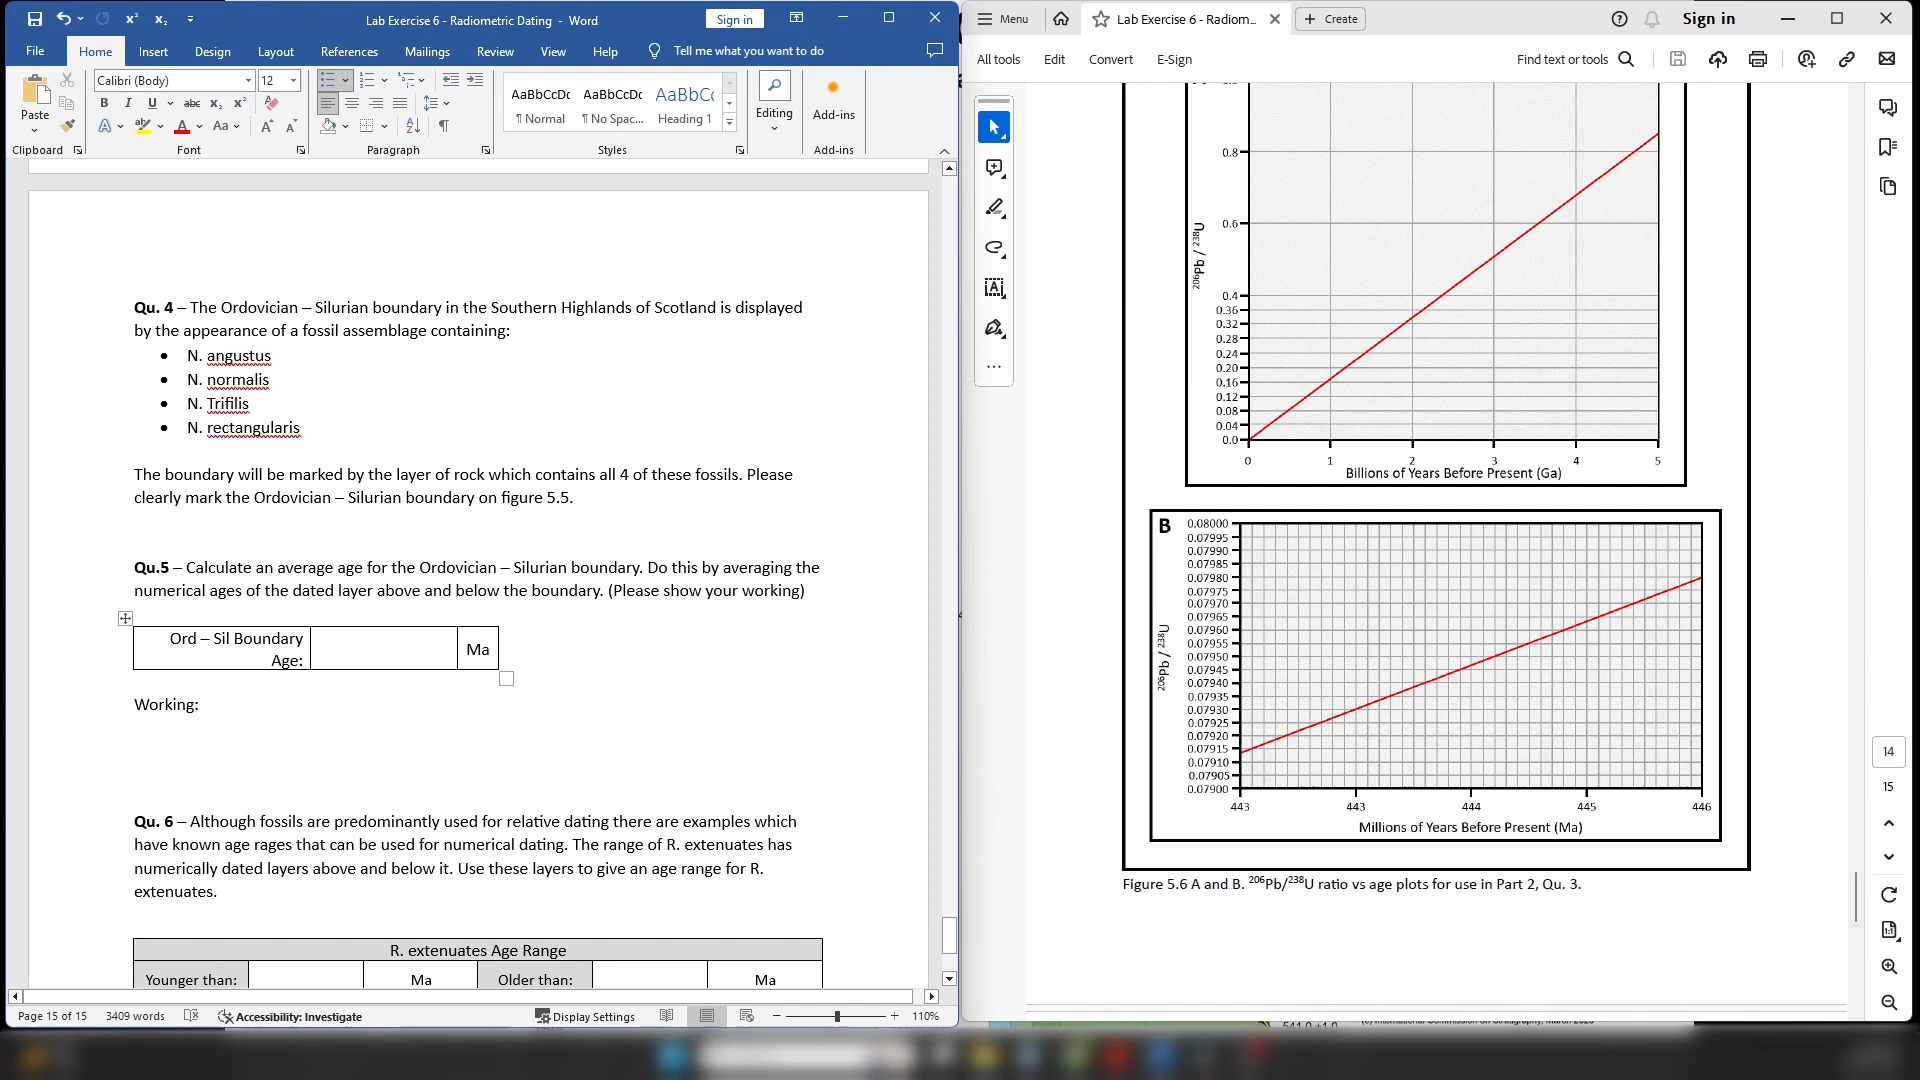 Lab Exercise 6 - Radiometric Dating - Word
Sign in
File Home Insert Design Layout References Mailings Review View Help Tell me what you want to do
Paste
Calibri (Body) 12
B I U abc x₂ x²
A A Aa A A
AaBbCcDc AaBbCcDc AaBbC(
¶ Normal ¶ No Spac... Heading 1
Editing
Add-ins
Clipboard Font Paragraph Styles Add-ins
Qu. 4 – The Ordovician – Silurian boundary in the Southern Highlands of Scotland is displayed
by the appearance of a fossil assemblage containing:
• N. angustus
• N. normalis
• N. Trifilis
• N. rectangularis
The boundary will be marked by the layer of rock which contains all 4 of these fossils. Please
clearly mark the Ordovician – Silurian boundary on figure 5.5.
Qu.5 – Calculate an average age for the Ordovician – Silurian boundary. Do this by averaging the
numerical ages of the dated layer above and below the boundary. (Please show your working)
Ord – Sil Boundary
Age:
Ma
Working:
Qu. 6 – Although fossils are predominantly used for relative dating there are examples which
have known age rages that can be used for numerical dating. The range of R. extenuates has
numerically dated layers above and below it. Use these layers to give an age range for R.
extenuates.
R. extenuates Age Range
Younger than: Ma Older than: Ma
Page 15 of 15 3409 words Accessibility: Investigate Display Settings 110%
Menu Lab Exercise 6 - Radiom... Create Sign in
All tools Edit Convert E-Sign Find text or tools
0.8
0.6
0.4
0.36
0.32
0.28
0.24
0.20
0.16
0.12
0.08
0.04
0.0
²⁰⁶Pb / ²³⁸U
0 1 2 3 4 5
Billions of Years Before Present (Ga)
B
0.08000
0.07995
0.07990
0.07985
0.07980
0.07975
0.07970
0.07965
0.07960
0.07955
0.07950
0.07945
0.07940
0.07935
0.07930
0.07925
0.07920
0.07915
0.07910
0.07905
0.07900
²⁰⁶Pb / ²³⁸U
443 443 444 445 446
Millions of Years Before Present (Ma)
Figure 5.6 A and B. ²⁰⁶Pb/²³⁸U ratio vs age plots for use in Part 2, Qu. 3.
14
15